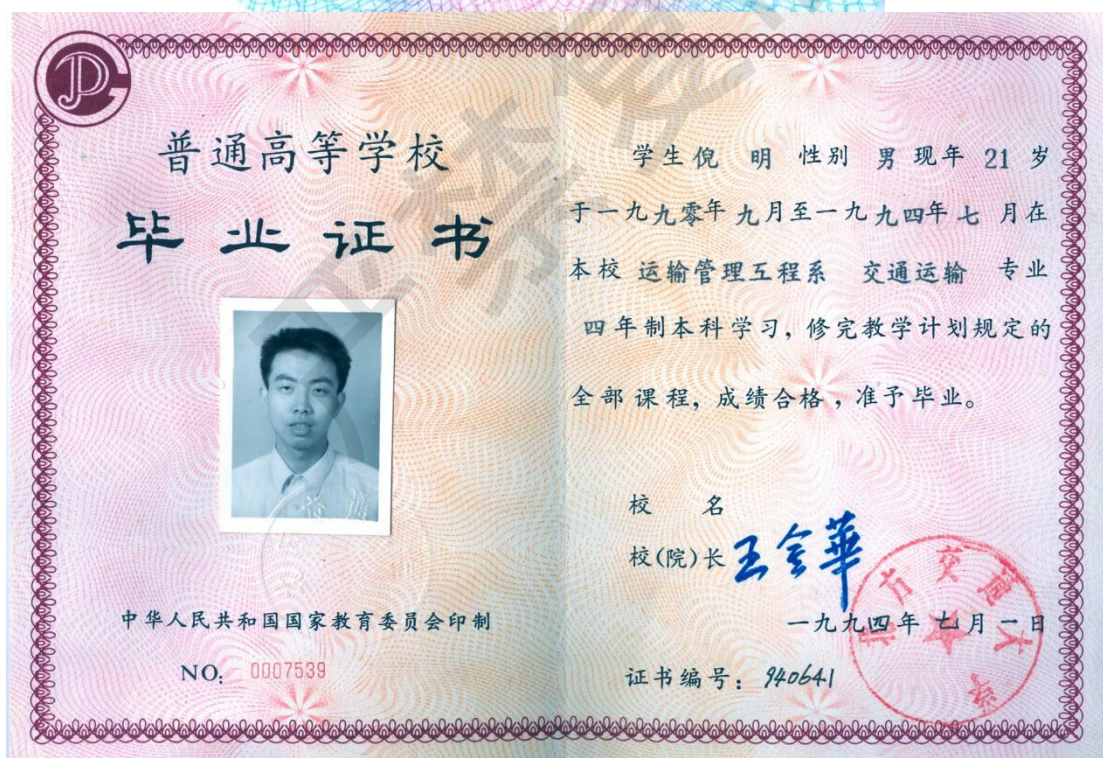 普通高等学校
毕业证书
中华人民共和国国家教育委员会印制
NO: 0007539
学生 倪 明 性别 男 现年 21 岁
于一九九零年九月至一九九四年七月在
本校 运输管理工程系 交通运输 专业
四年制本科学习，修完教学计划规定的
全部课程，成绩合格，准予毕业。
校 名
校(院)长 王金華
一九九四年七月一日
证书编号：940641
北方交通大学